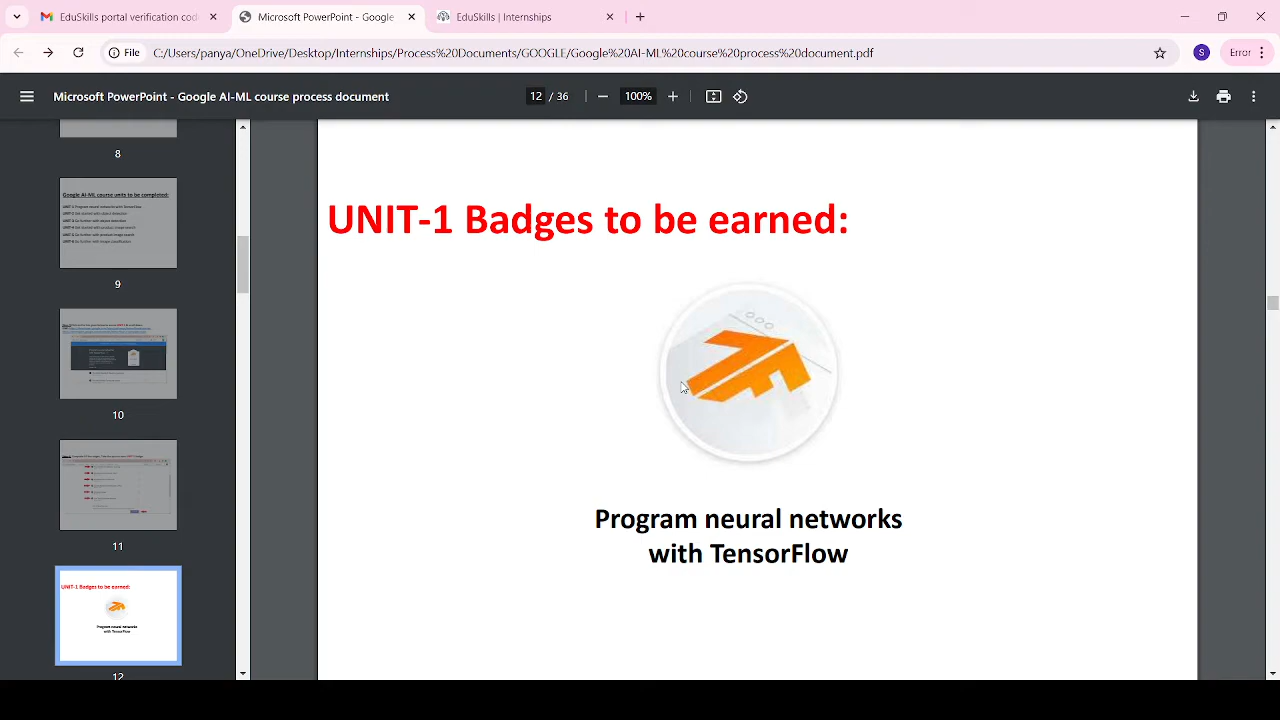 EduSkills portal verification cod
Microsoft PowerPoint - Google
EduSkills | Internships
File
C:/Users/panya/OneDrive/Desktop/Internships/Process%20Documents/GOOGLE/Google%20AI-ML%20course%20process%20document.pdf
S
Error
Microsoft PowerPoint - Google AI-ML course process document
12 / 36
100%
8
Google AI-ML course units to be completed:
9
10
11
UNIT-1 Badges to be earned:
Program neural networks
with TensorFlow
12
UNIT-1 Badges to be earned:
Program neural networks
with TensorFlow